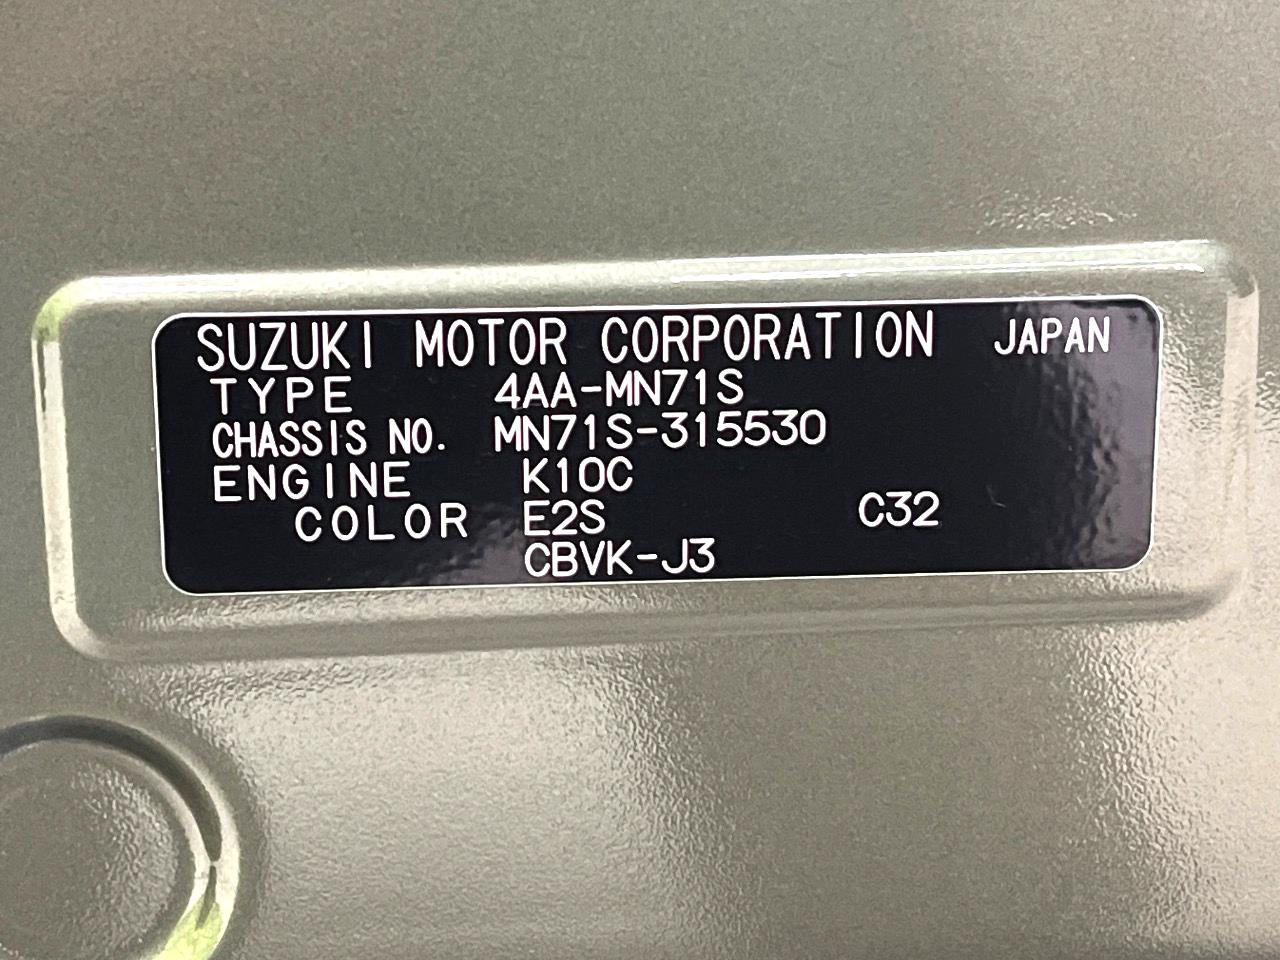 SUZUKI MOTOR CORPORATION JAPAN
TYPE 4AA-MN71S
CHASSIS NO. MN71S-315530
ENGINE K10C
COLOR E2S C32
CBVK-J3